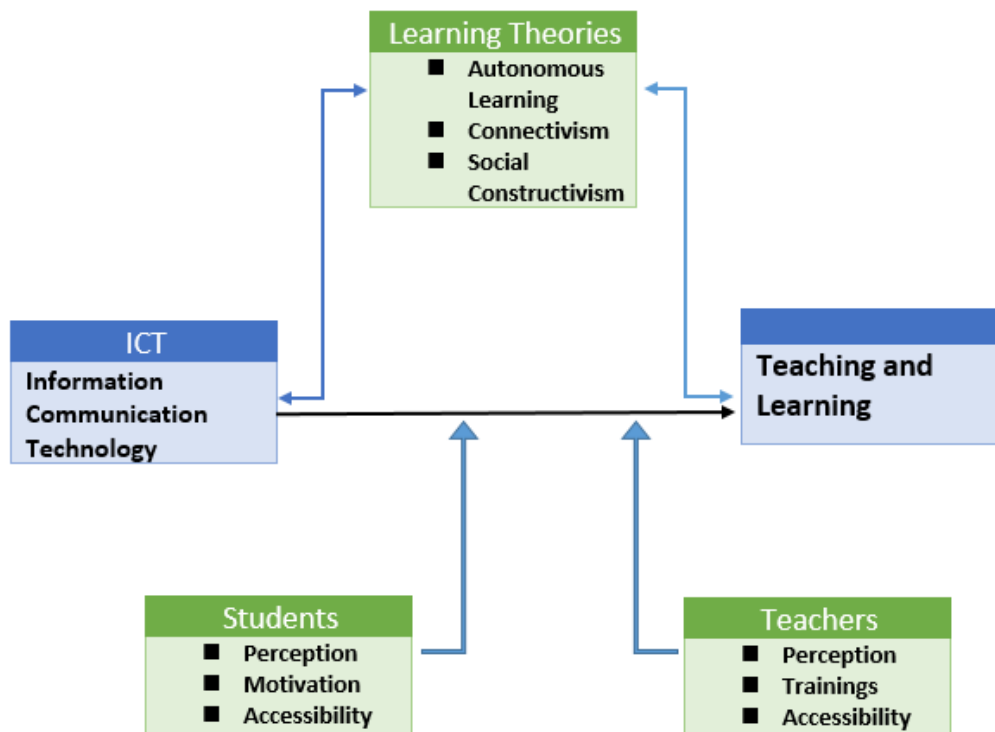 Learning Theories
■ Autonomous
Learning
■ Connectivism
■ Social
Constructivism
ICT
Information
Communication
Technology
Teaching and
Learning
Students
■ Perception
■ Motivation
■ Accessibility
Teachers
■ Perception
■ Trainings
■ Accessibility